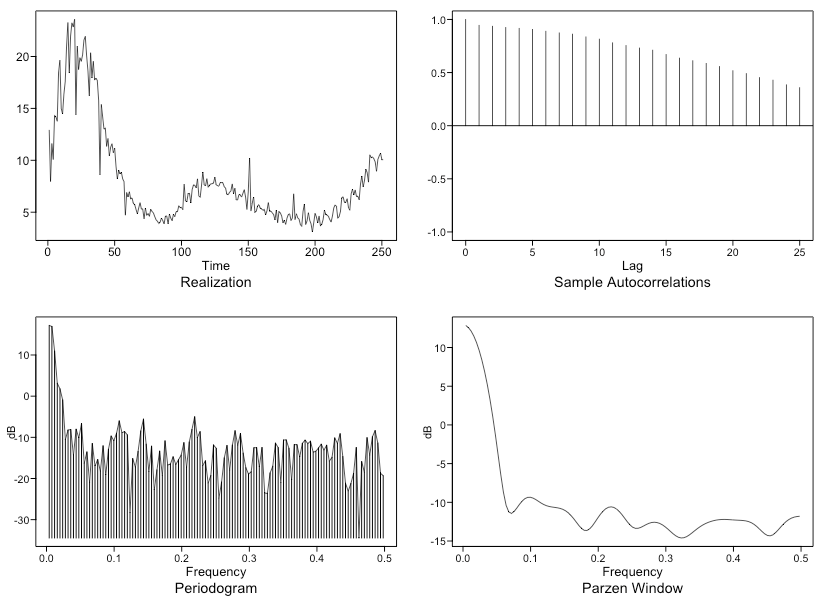 20
15
10
5
0 50 100 150 200 250
Time
Realization
1.0
0.5
0.0
-0.5
-1.0
0 5 10 15 20 25
Lag
Sample Autocorrelations
10
0
-10
-20
-30
dB
0.0 0.1 0.2 0.3 0.4 0.5
Frequency
Periodogram
10
5
0
-5
-10
-15
dB
0.0 0.1 0.2 0.3 0.4 0.5
Frequency
Parzen Window